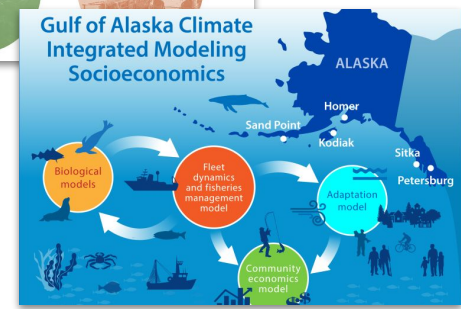 Gulf of Alaska Climate
Integrated Modeling
Socioeconomics
ALASKA
Homer
Sand Point
Kodiak
Sitka
Petersburg
Biological
models
Fleet
dynamics
and fisheries
management
model
Adaptation
model
Community
economics
model